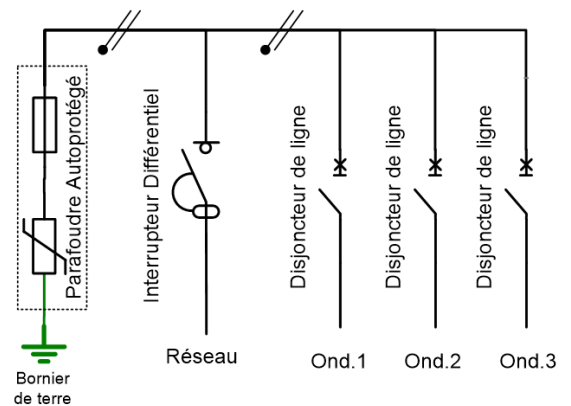 Parafoudre Autoprotégé
Interrupteur Différentiel
Disjoncteur de ligne
Disjoncteur de ligne
Disjoncteur de ligne
Réseau
Ond.1
Ond.2
Ond.3
Bornier
de terre